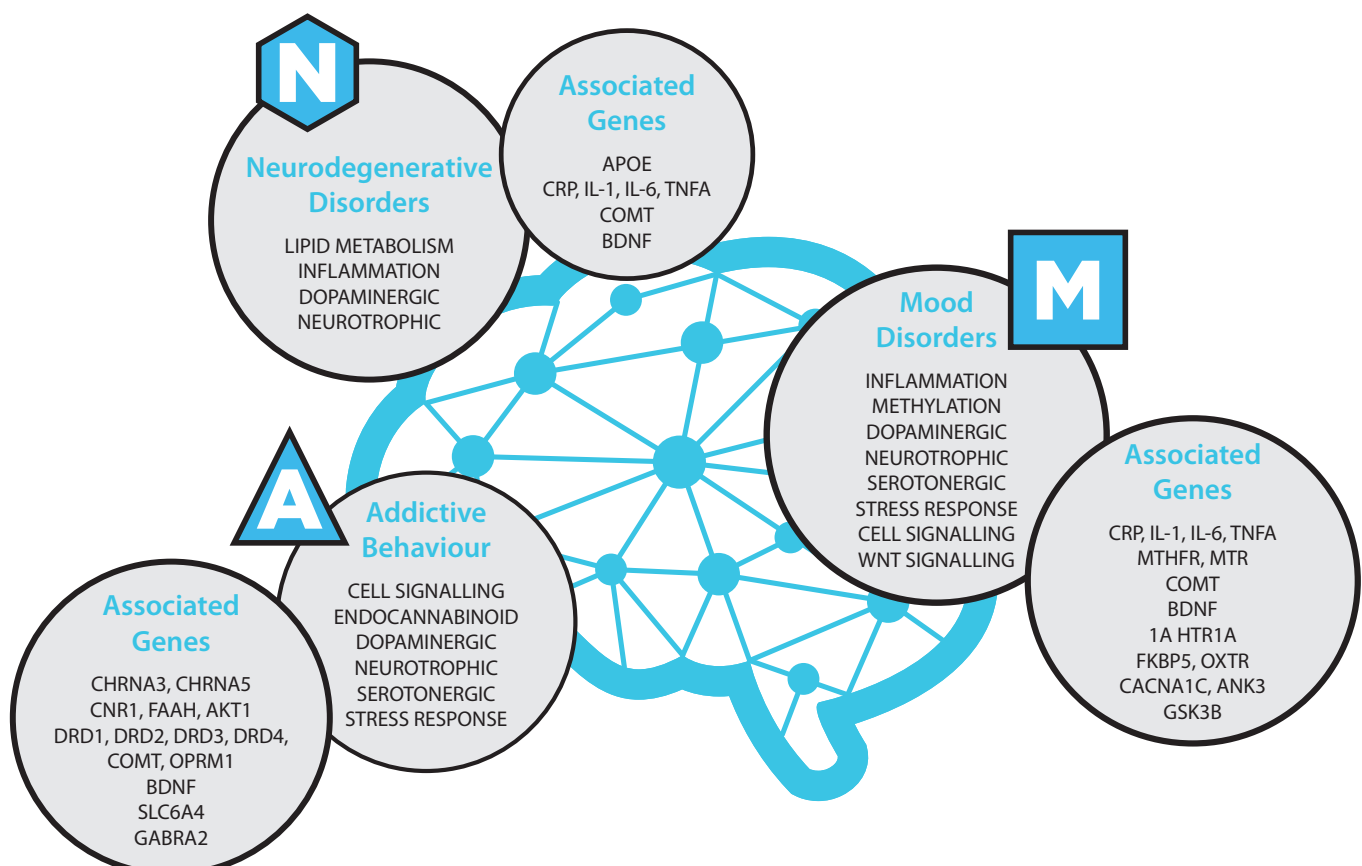 N
Neurodegenerative
Disorders
LIPID METABOLISM
INFLAMMATION
DOPAMINERGIC
NEUROTROPHIC
Associated
Genes
APOE
CRP, IL-1, IL-6, TNFA
COMT
BDNF
M
Mood
Disorders
INFLAMMATION
METHYLATION
DOPAMINERGIC
NEUROTROPHIC
SEROTONERGIC
STRESS RESPONSE
CELL SIGNALLING
WNT SIGNALLING
Associated
Genes
CRP, IL-1, IL-6, TNFA
MTHFR, MTR
COMT
BDNF
1A HTR1A
FKBP5, OXTR
CACNA1C, ANK3
GSK3B
A
Addictive
Behaviour
CELL SIGNALLING
ENDOCANNABINOID
DOPAMINERGIC
NEUROTROPHIC
SEROTONERGIC
STRESS RESPONSE
Associated
Genes
CHRNA3, CHRNA5
CNR1, FAAH, AKT1
DRD1, DRD2, DRD3, DRD4,
COMT, OPRM1
BDNF
SLC6A4
GABRA2